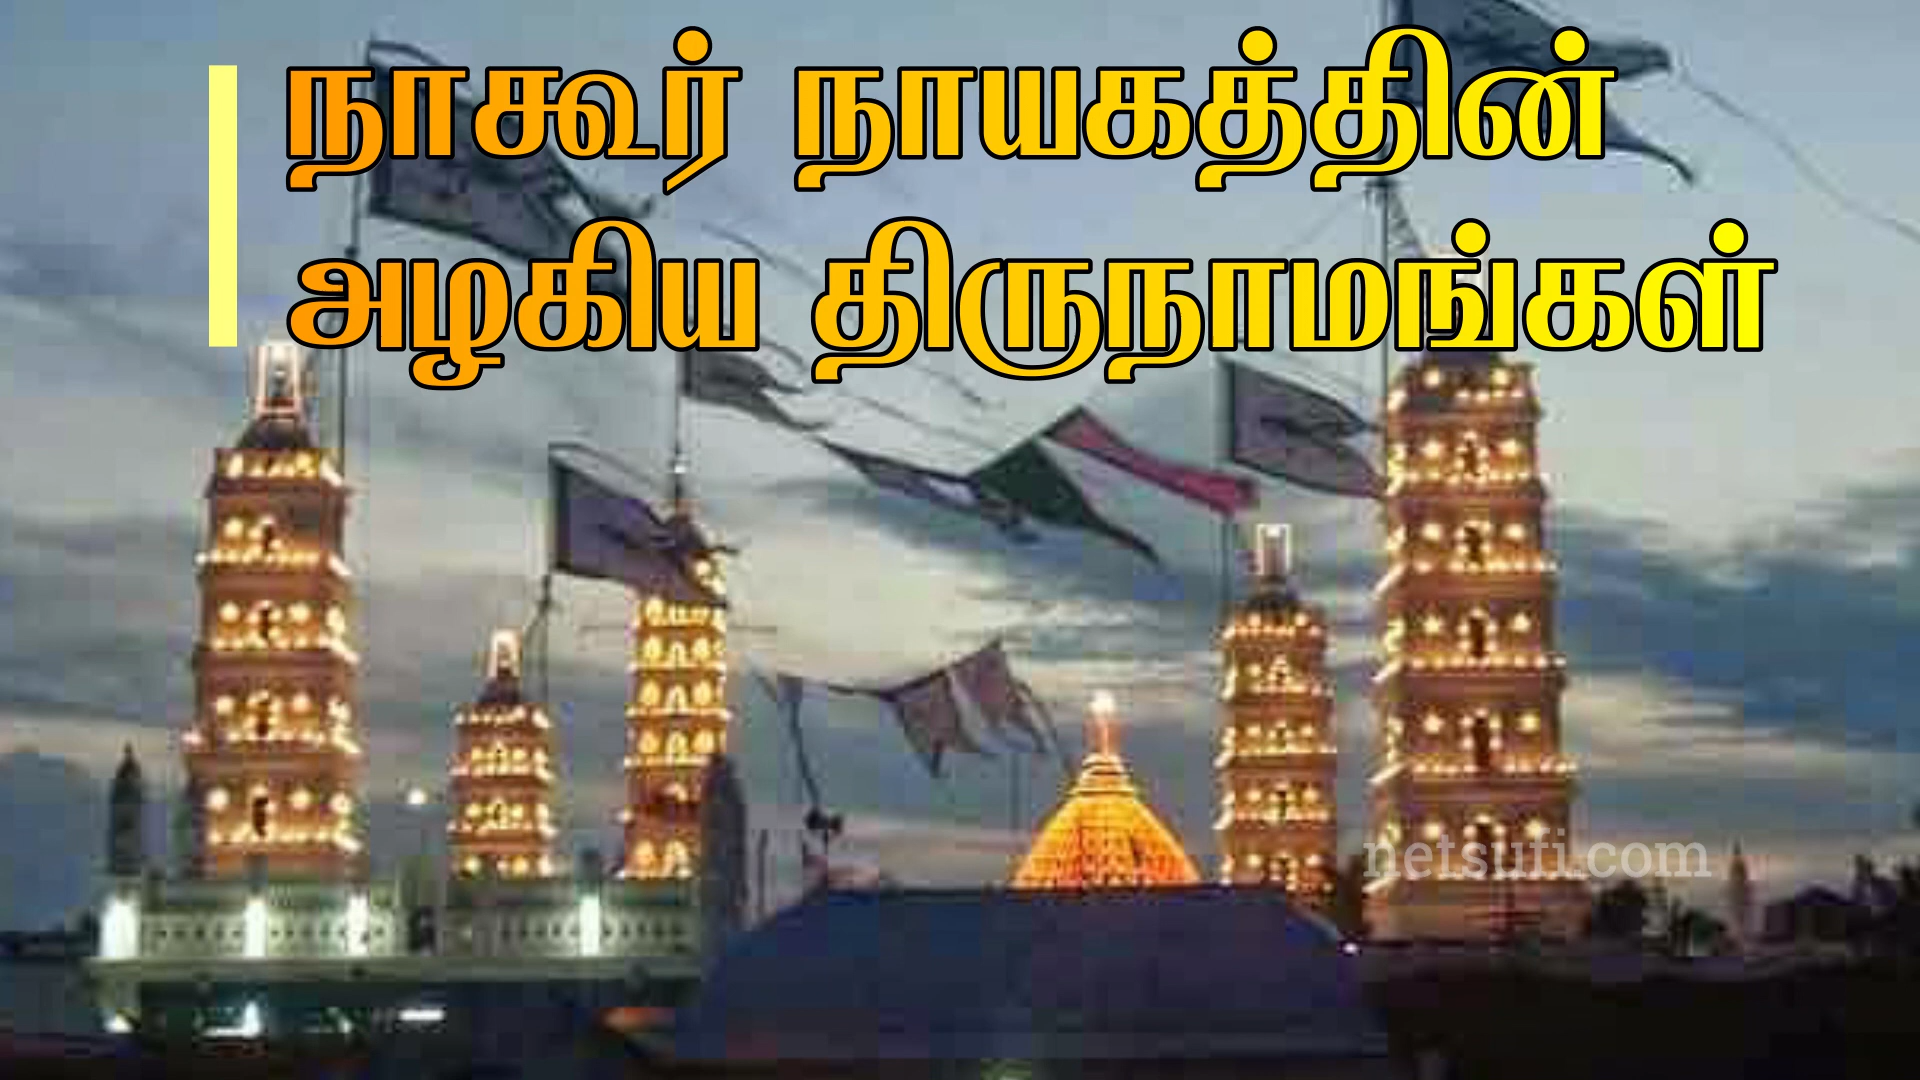 நாகூர் நாயகத்தின்
அழகிய திருநாமங்கள்
netsufi.com